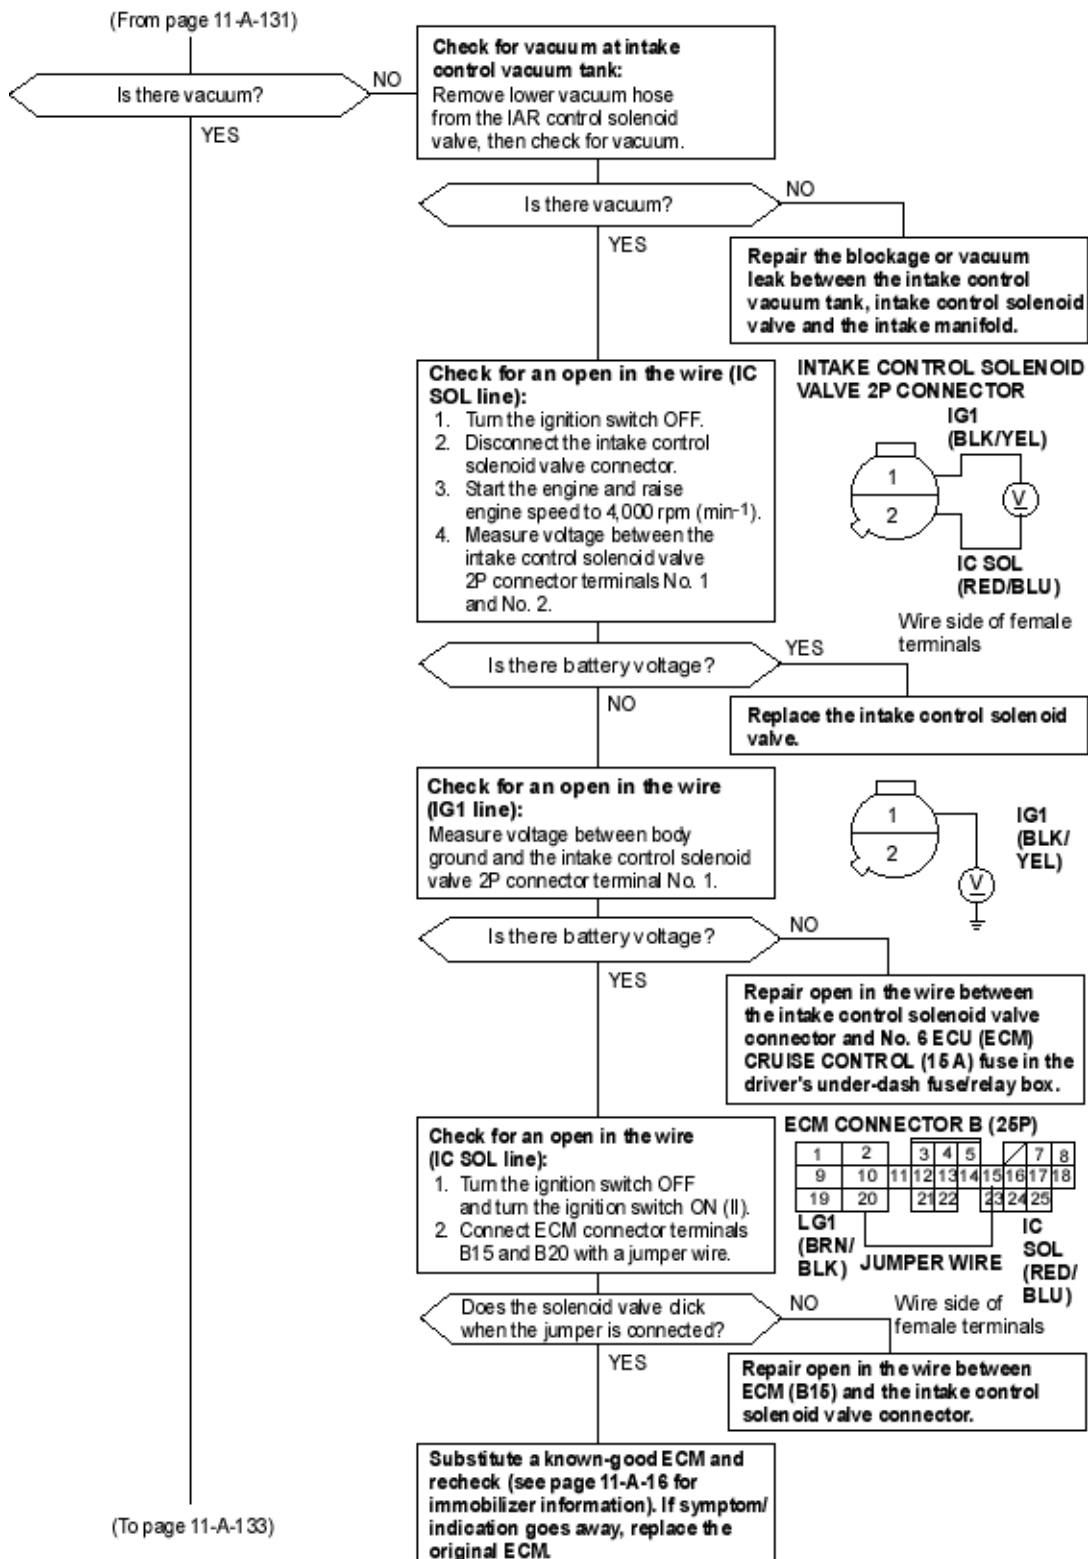 (From page 11-A-131)
Is there vacuum?
NO
YES
Check for vacuum at intake
control vacuum tank:
Remove lower vacuum hose
from the IAR control solenoid
valve, then check for vacuum.
Is there vacuum?
NO
YES
Repair the blockage or vacuum
leak between the intake control
vacuum tank, intake control solenoid
valve and the intake manifold.
Check for an open in the wire (IC
SOL line):
1. Turn the ignition switch OFF.
2. Disconnect the intake control
solenoid valve connector.
3. Start the engine and raise
engine speed to 4,000 rpm (min-1).
4. Measure voltage between the
intake control solenoid valve
2P connector terminals No. 1
and No. 2.
INTAKE CONTROL SOLENOID
VALVE 2P CONNECTOR
IG1
(BLK/YEL)
1
2
V
IC SOL
(RED/BLU)
Wire side of female
terminals
Is there battery voltage?
YES
NO
Replace the intake control solenoid
valve.
Check for an open in the wire
(IG1 line):
Measure voltage between body
ground and the intake control solenoid
valve 2P connector terminal No. 1.
1
2
V
IG1
(BLK/
YEL)
Is there battery voltage?
NO
YES
Repair open in the wire between
the intake control solenoid valve
connector and No. 6 ECU (ECM)
CRUISE CONTROL (15 A) fuse in the
driver's under-dash fuse/relay box.
Check for an open in the wire
(IC SOL line):
1. Turn the ignition switch OFF
and turn the ignition switch ON (II).
2. Connect ECM connector terminals
B15 and B20 with a jumper wire.
ECM CONNECTOR B (25P)
1 2 3 4 5 7 8
9 10 11 12 13 14 15 16 17 18
19 20 21 22 23 24 25
LG1
(BRN/
BLK)
JUMPER WIRE
IC
SOL
(RED/
BLU)
Wire side of
female terminals
Does the solenoid valve click
when the jumper is connected?
NO
YES
Repair open in the wire between
ECM (B15) and the intake control
solenoid valve connector.
Substitute a known-good ECM and
recheck (see page 11-A-16 for
immobilizer information). If symptom/
indication goes away, replace the
original ECM.
(To page 11-A-133)